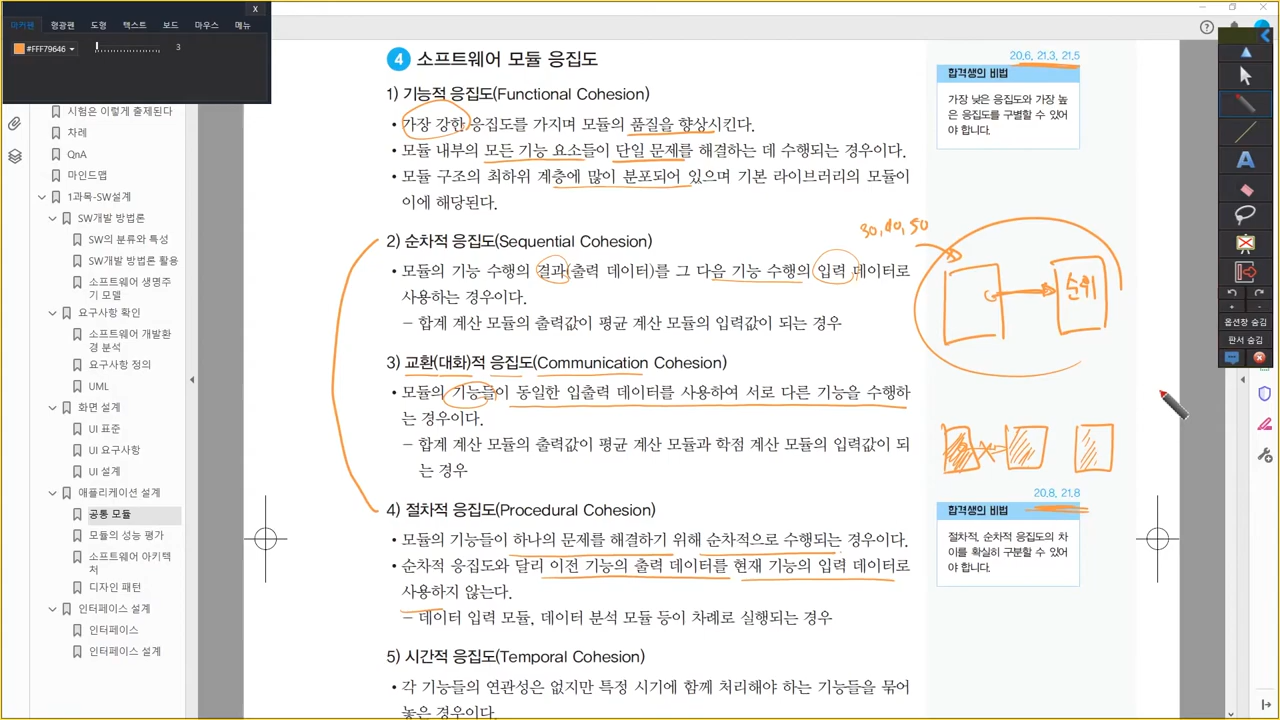 X
더키펜 형광펜 도형 텍스트 보드 마우스 메뉴
#FFF79646 3
시험은 이렇게 출제된다
차례
QnA
마인드맵
1과목-SW설계
SW개발 방법론
SW의 분류와 특성
SW개발 방법론 활용
소프트웨어 생명주
기 모델
요구사항 확인
소프트웨어 개발환
경 분석
요구사항 정의
UML
화면 설계
UI 표준
UI 요구사항
UI 설계
애플리케이션 설계
공통 모듈
모듈의 성능 평가
소프트웨어 아키텍
처
디자인 패턴
인터페이스 설계
인터페이스
인터페이스 설계
4 소프트웨어 모듈 응집도
1) 기능적 응집도(Functional Cohesion)
• 가장 강한 응집도를 가지며 모듈의 품질을 향상시킨다.
• 모듈 내부의 모든 기능 요소들이 단일 문제를 해결하는 데 수행되는 경우이다.
• 모듈 구조의 최하위 계층에 많이 분포되어 있으며 기본 라이브러리의 모듈이
이에 해당된다.
2) 순차적 응집도(Sequential Cohesion)
• 모듈의 기능 수행의 결과(출력 데이터)를 그 다음 기능 수행의 입력 데이터로
사용하는 경우이다.
– 합계 계산 모듈의 출력값이 평균 계산 모듈의 입력값이 되는 경우
3) 교환(대화)적 응집도(Communication Cohesion)
• 모듈의 기능들이 동일한 입출력 데이터를 사용하여 서로 다른 기능을 수행하
는 경우이다.
– 합계 계산 모듈의 출력값이 평균 계산 모듈과 학점 계산 모듈의 입력값이 되
는 경우
4) 절차적 응집도(Procedural Cohesion)
• 모듈의 기능들이 하나의 문제를 해결하기 위해 순차적으로 수행되는 경우이다.
• 순차적 응집도와 달리 이전 기능의 출력 데이터를 현재 기능의 입력 데이터로
사용하지 않는다.
– 데이터 입력 모듈, 데이터 분석 모듈 등이 차례로 실행되는 경우
5) 시간적 응집도(Temporal Cohesion)
• 각 기능들의 연관성은 없지만 특정 시기에 함께 처리해야 하는 기능들을 묶어
놓은 경우이다.
20.6, 21.3, 21.5
합격생의 비법
가장 낮은 응집도와 가장 높
은 응집도를 구별할 수 있어
야 합니다.
30, 40, 50
순위
20.8, 21.8
합격생의 비법
절차적, 순차적 응집도의 차
이를 확실히 구분할 수 있어
야 합니다.
A
옵션장 숨김
판서 숨김